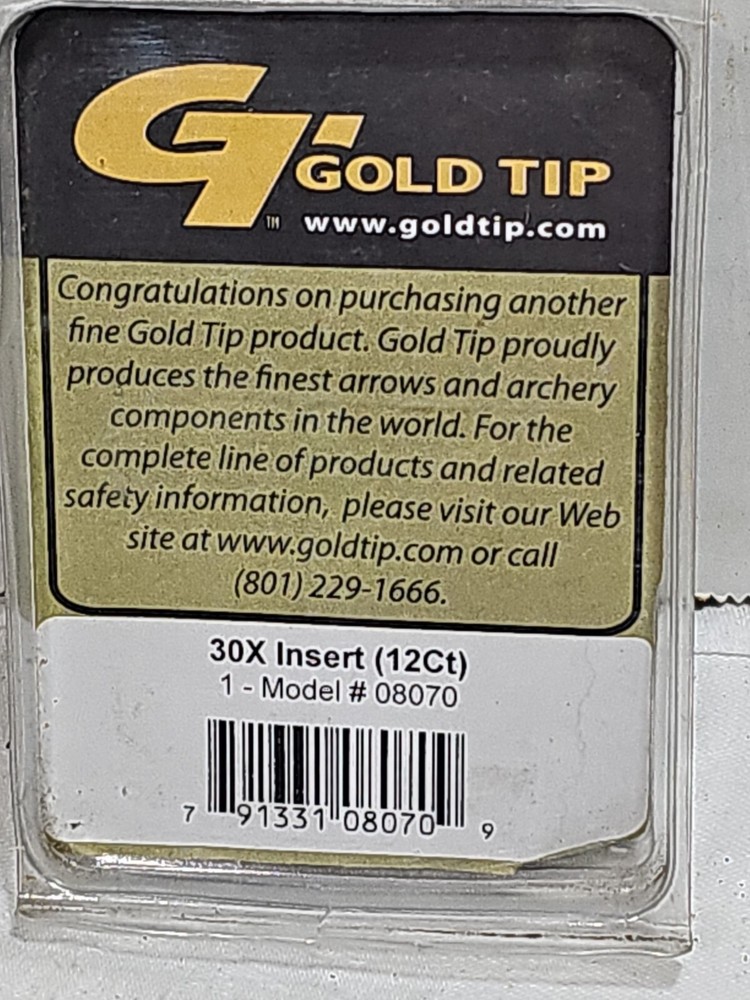 GT
GOLD TIP
™ www.goldtip.com
Congratulations on purchasing another
fine Gold Tip product. Gold Tip proudly
produces the finest arrows and archery
components in the world. For the
complete line of products and related
safety information, please visit our Web
site at www.goldtip.com or call
(801) 229-1666.
30X Insert (12Ct)
1 - Model # 08070
7 91331 08070 9